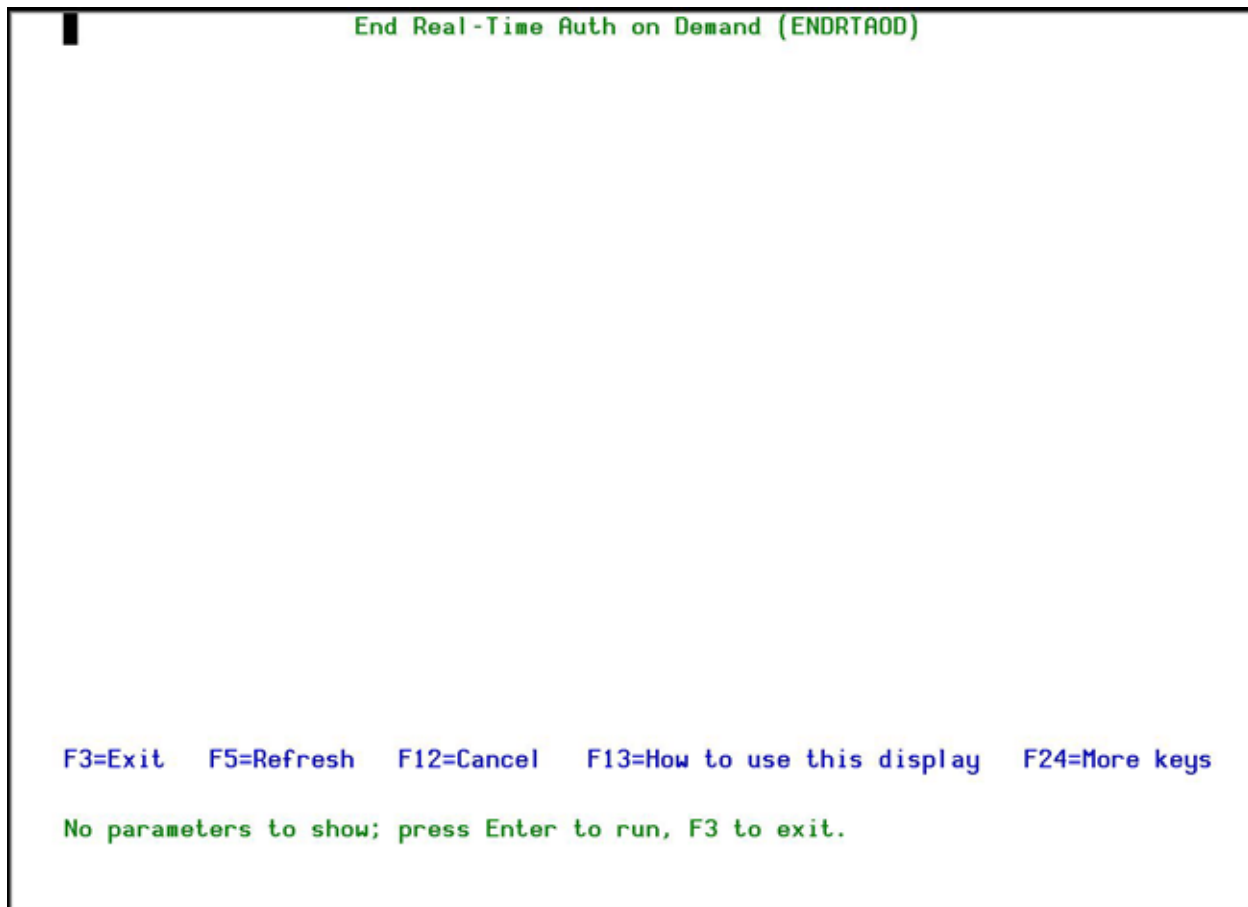 End Real-Time Auth on Demand (ENDRTAOD)
F3=Exit F5=Refresh F12=Cancel F13=How to use this display F24=More keys
No parameters to show; press Enter to run, F3 to exit.